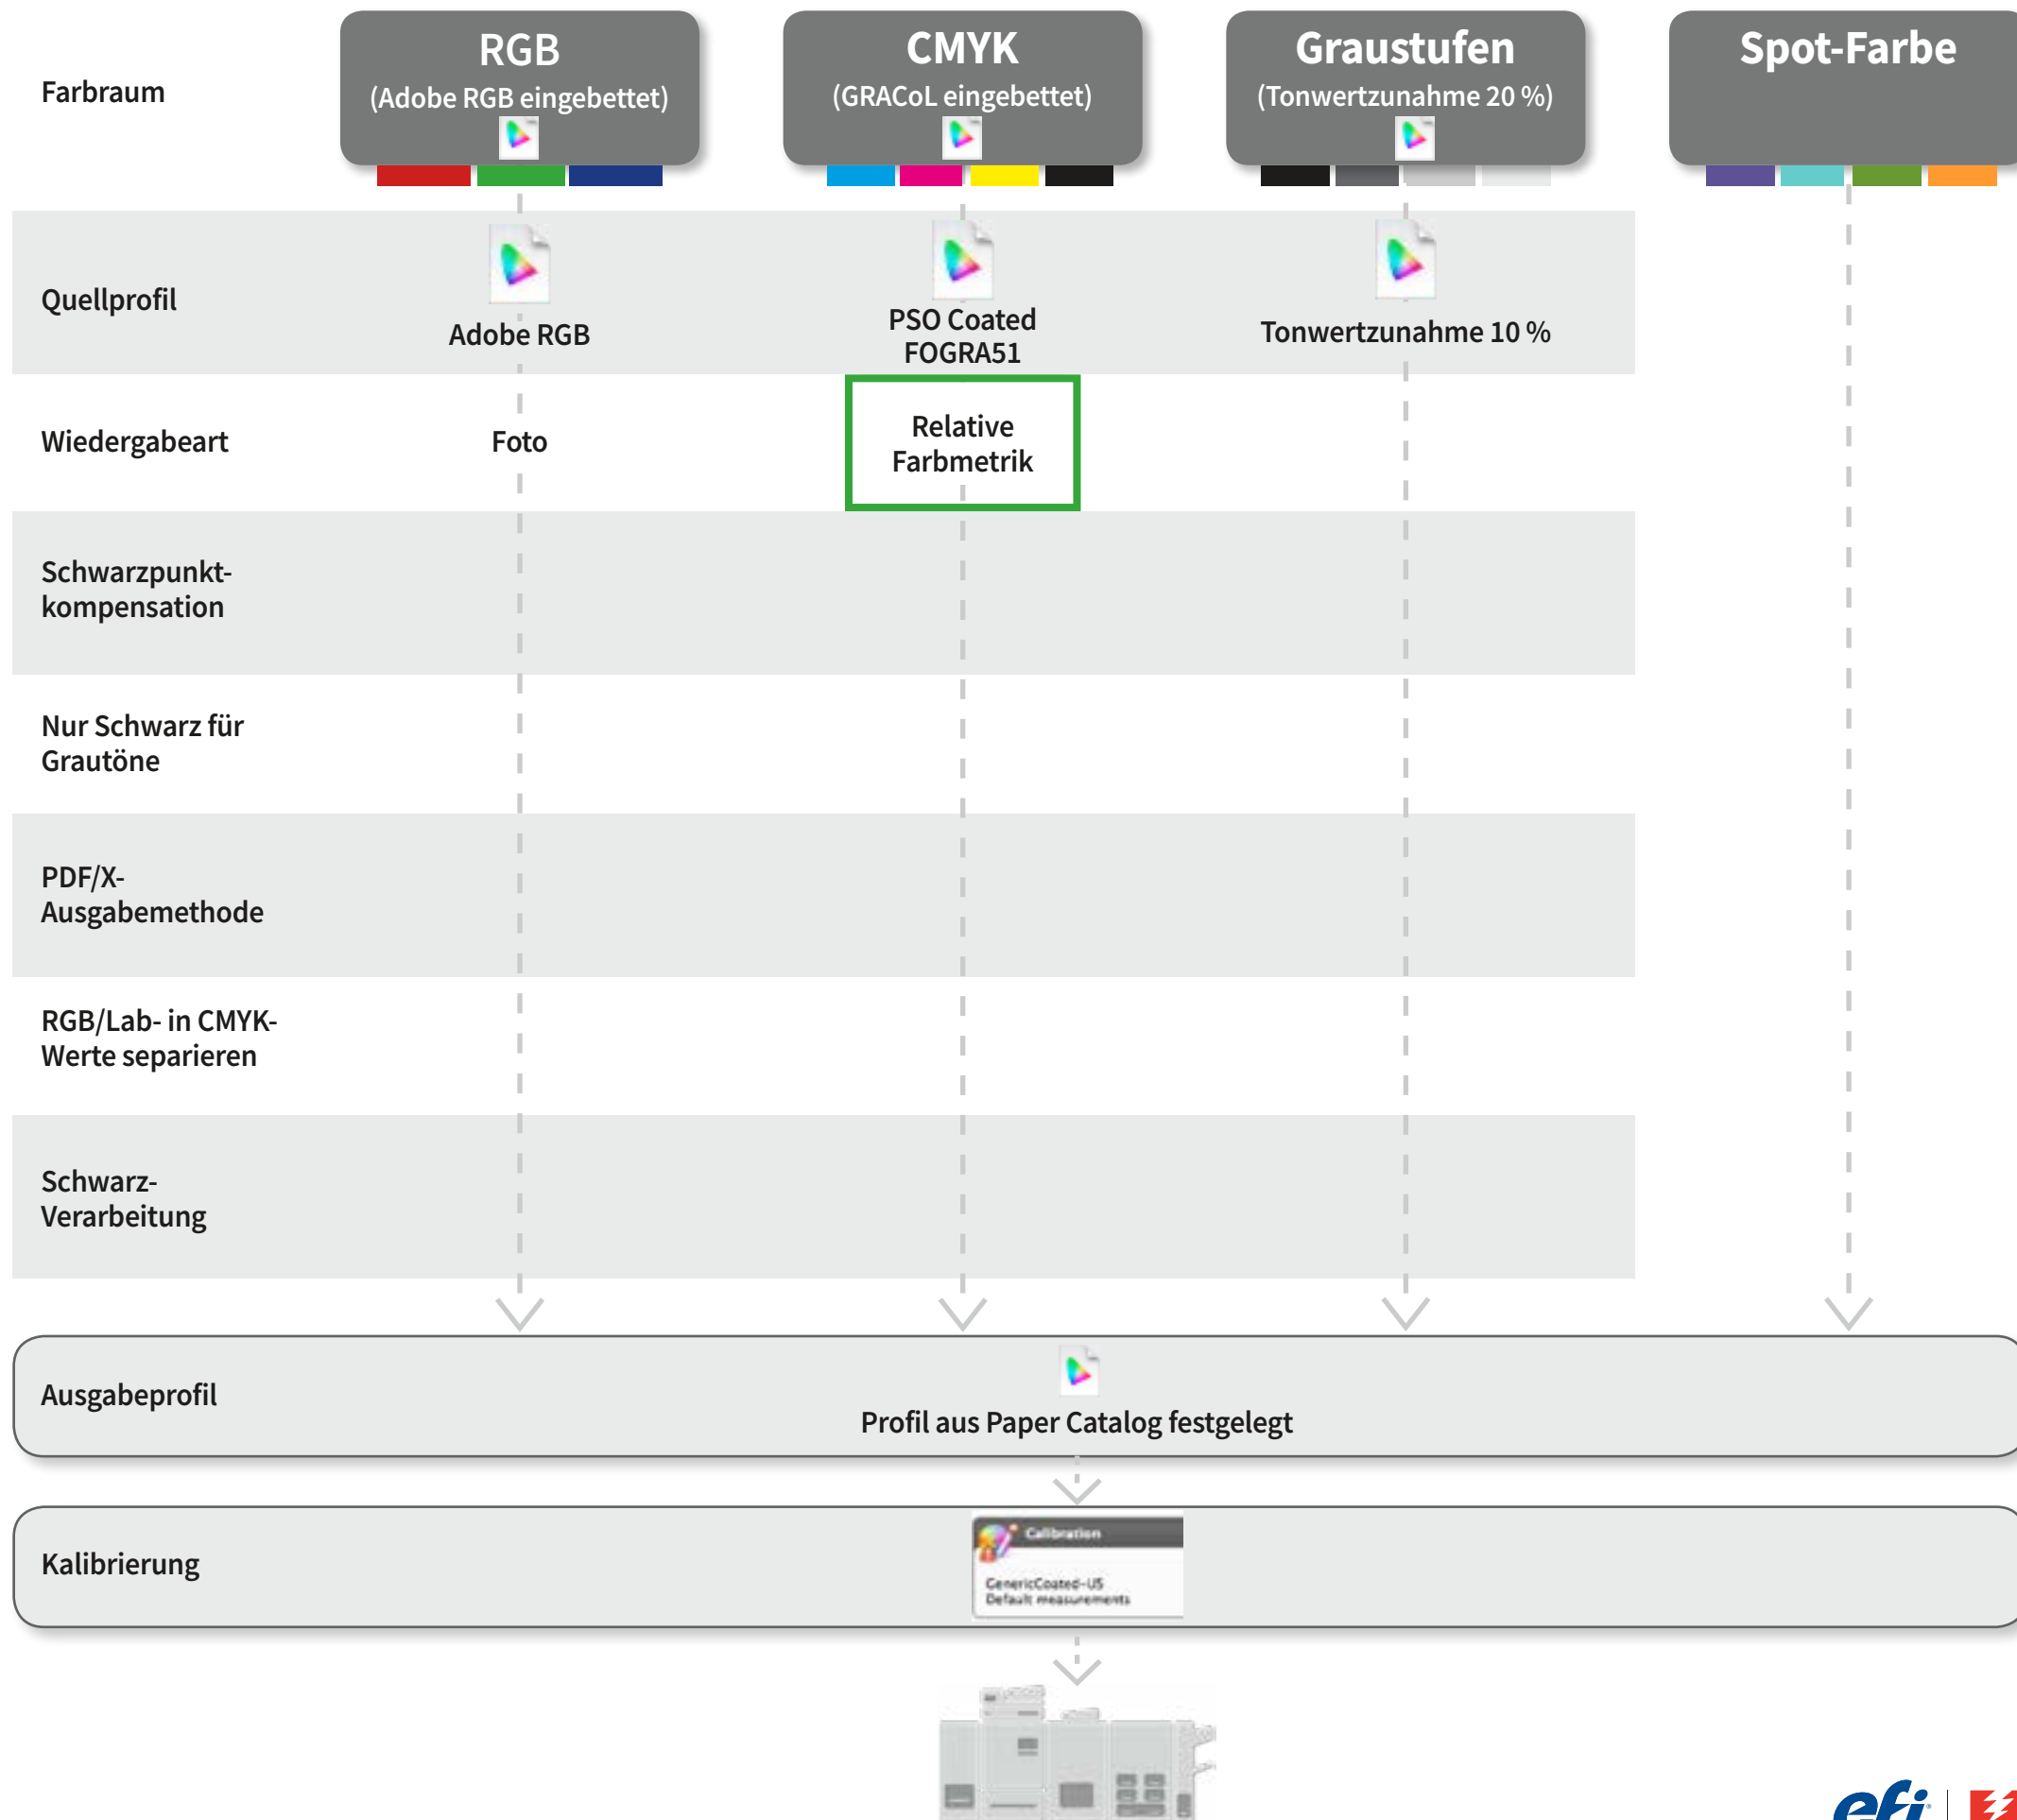 Farbraum
RGB
(Adobe RGB eingebettet)
CMYK
(GRACoL eingebettet)
Graustufen
(Tonwertzunahme 20 %)
Spot-Farbe
Quellprofil
Adobe RGB
PSO Coated
FOGRA51
Tonwertzunahme 10 %
Wiedergabeart
Foto
Relative
Farbmetrik
Schwarzpunkt-
kompensation
Nur Schwarz für
Grautöne
PDF/X-
Ausgabemethode
RGB/Lab- in CMYK-
Werte separieren
Schwarz-
Verarbeitung
Ausgabeprofil
Profil aus Paper Catalog festgelegt
Kalibrierung
Calibration
GenericCoated-US
Default measurements
efi